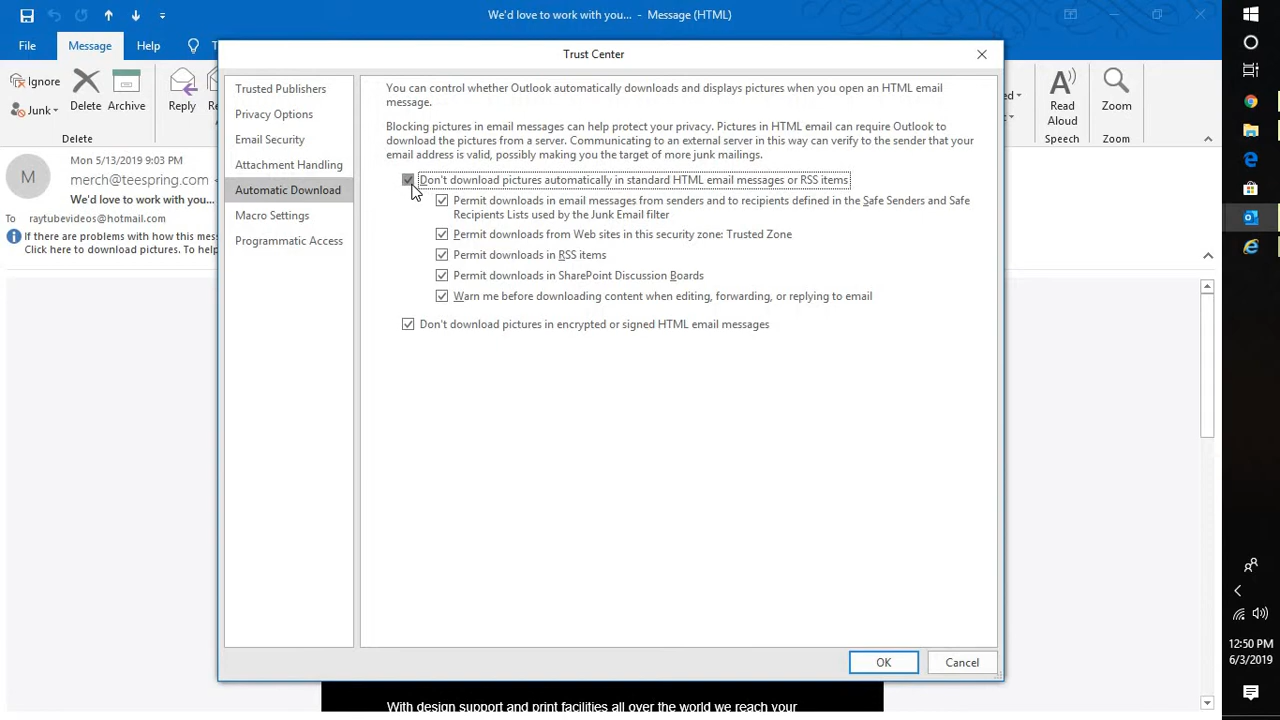 We'd love to work with you... - Message (HTML)
File Message Help
Ignore
Junk
Delete
Archive
Reply
Delete
Read
Aloud
Zoom
Speech
Zoom
Trust Center
Trusted Publishers
Privacy Options
Email Security
Attachment Handling
Automatic Download
Macro Settings
Programmatic Access
You can control whether Outlook automatically downloads and displays pictures when you open an HTML email
message.
Blocking pictures in email messages can help protect your privacy. Pictures in HTML email can require Outlook to
download the pictures from a server. Communicating to an external server in this way can verify to the sender that your
email address is valid, possibly making you the target of more junk mailings.
Don't download pictures automatically in standard HTML email messages or RSS items
Permit downloads in email messages from senders and to recipients defined in the Safe Senders and Safe
Recipients Lists used by the Junk Email filter
Permit downloads from Web sites in this security zone: Trusted Zone
Permit downloads in RSS items
Permit downloads in SharePoint Discussion Boards
Warn me before downloading content when editing, forwarding, or replying to email
Don't download pictures in encrypted or signed HTML email messages
OK Cancel
M
Mon 5/13/2019 9:03 PM
merch@teespring.com
We'd love to work with you...
To raytubevideos@hotmail.com
If there are problems with how this mess
Click here to download pictures. To help
With design support and print facilities all over the world we reach your
12:50 PM
6/3/2019